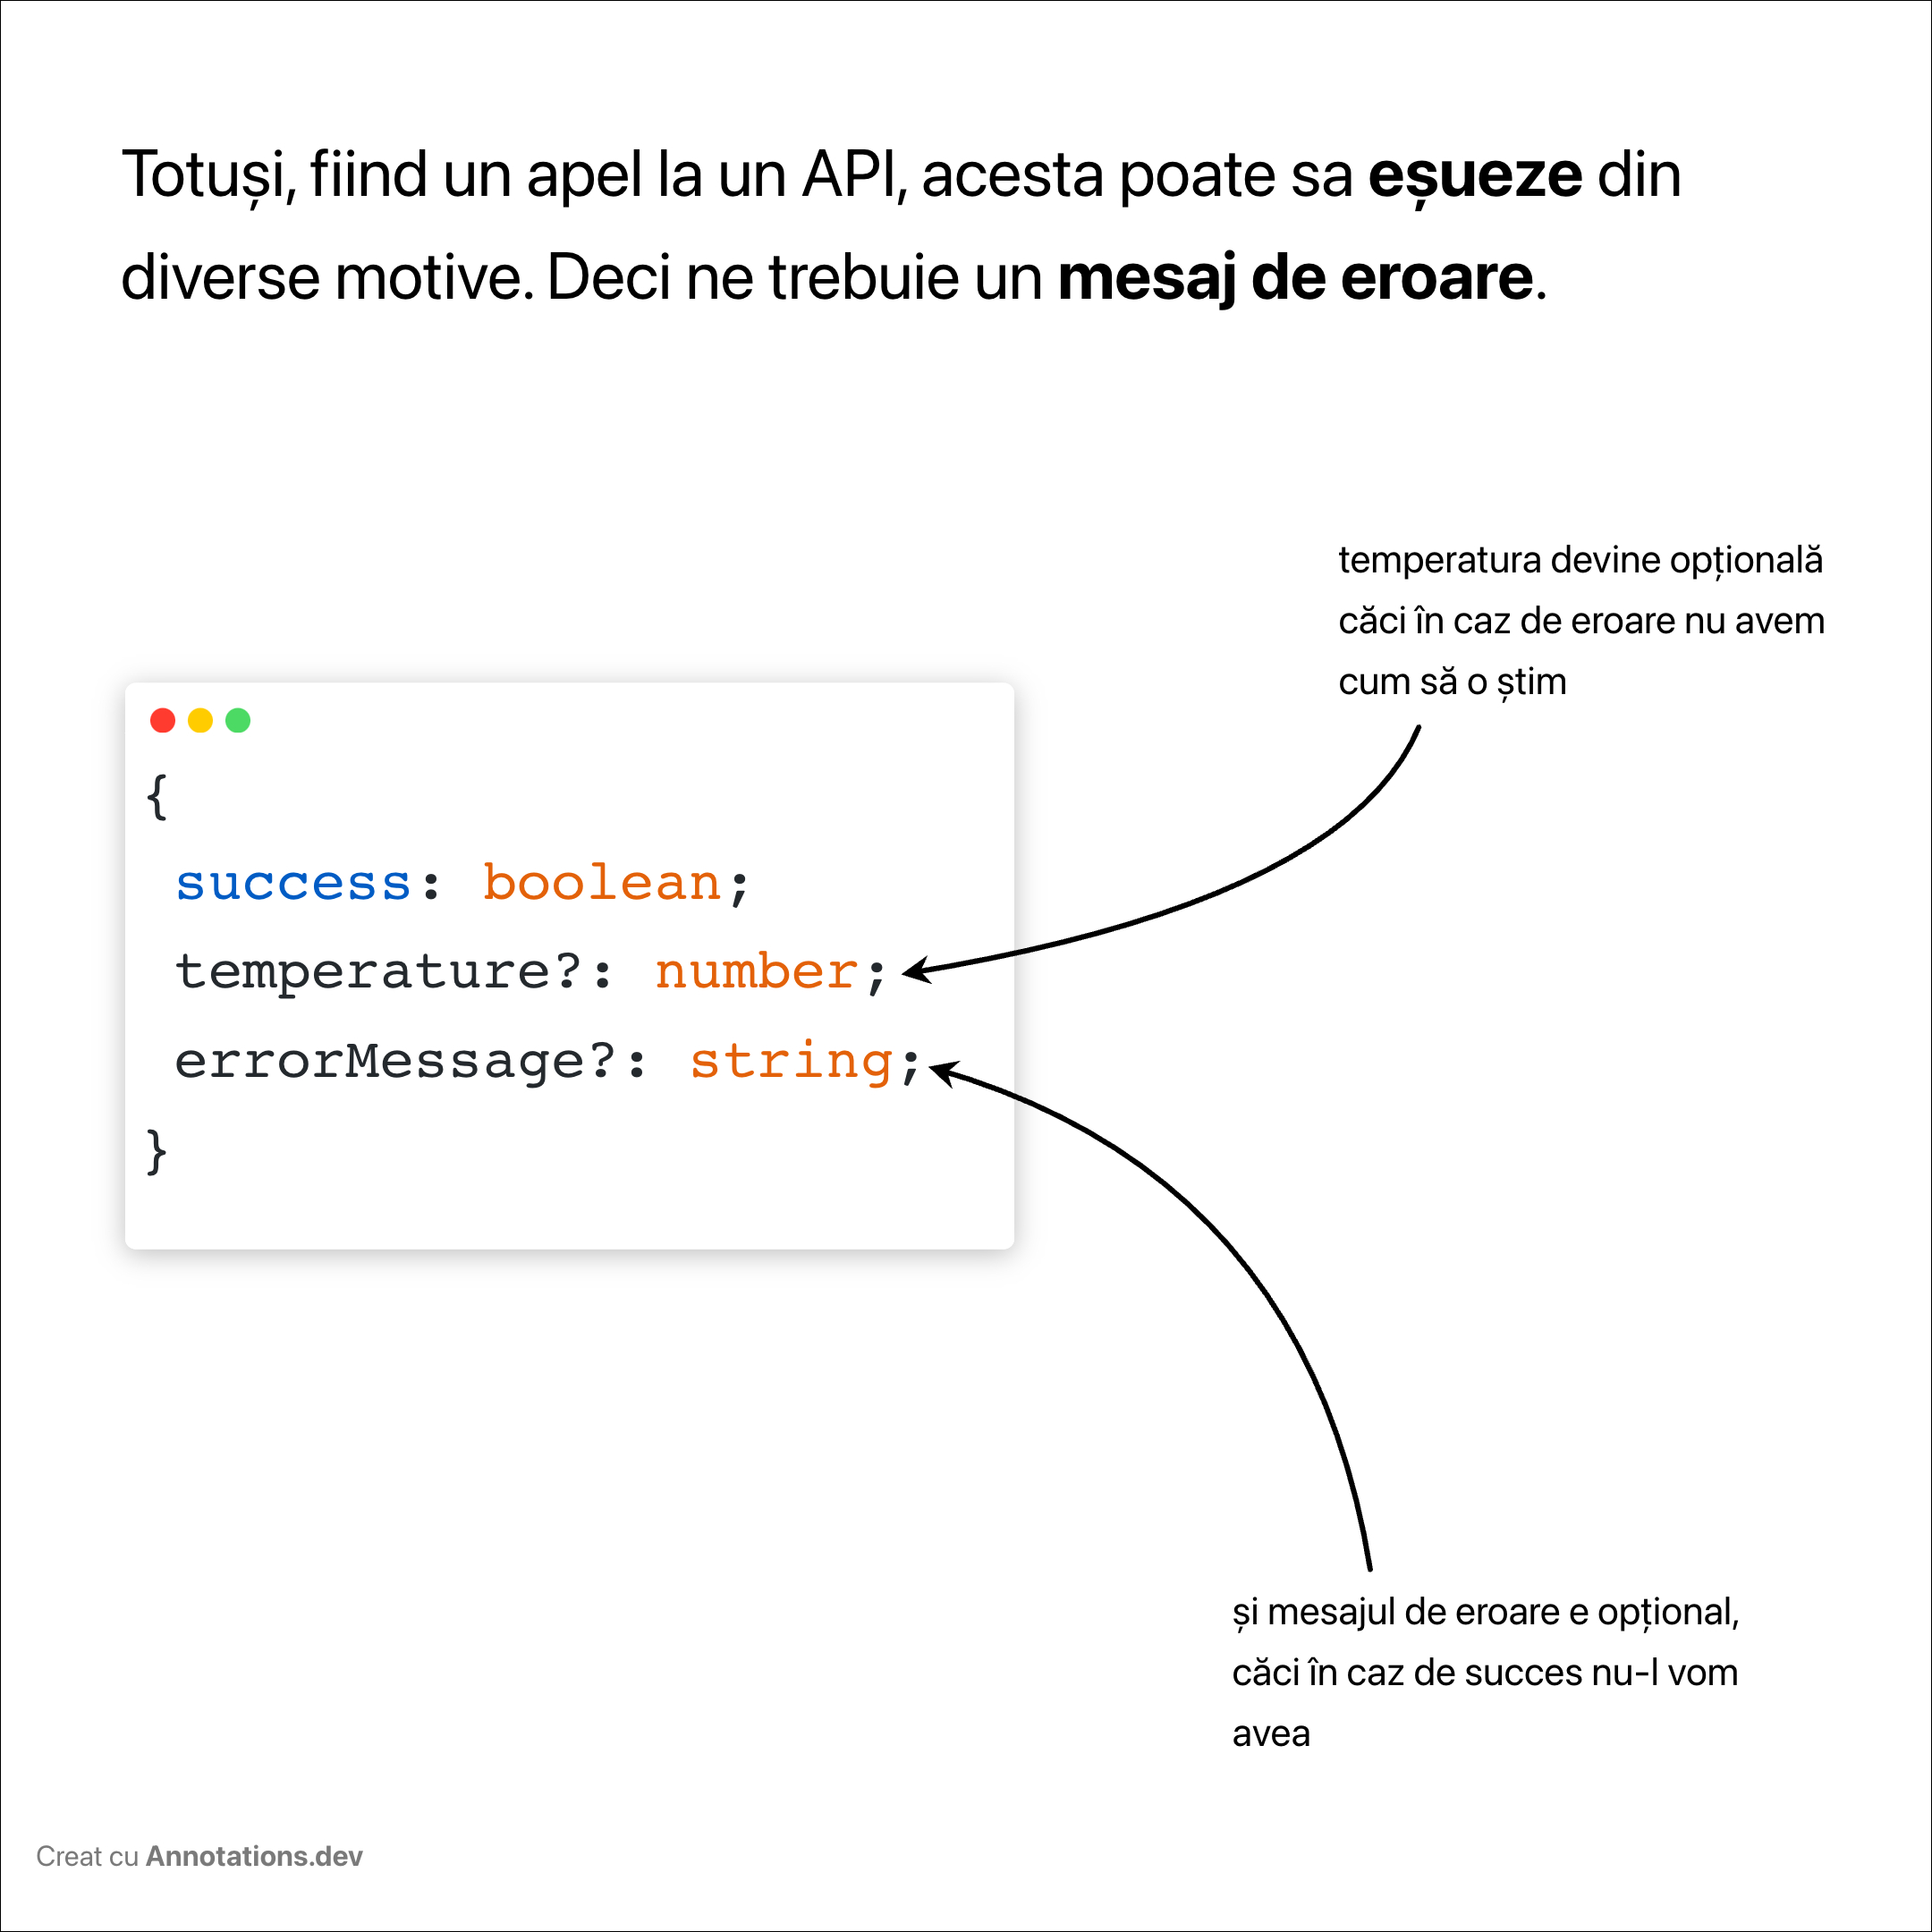 Totuși, fiind un apel la un API, acesta poate sa eșueze din
diverse motive. Deci ne trebuie un mesaj de eroare.
temperatura devine opțională
căci în caz de eroare nu avem
cum să o știm
{
success: boolean;
temperature?: number;
errorMessage?: string;
}
și mesajul de eroare e opțional,
căci în caz de succes nu-l vom
avea
Creat cu Annotations.dev